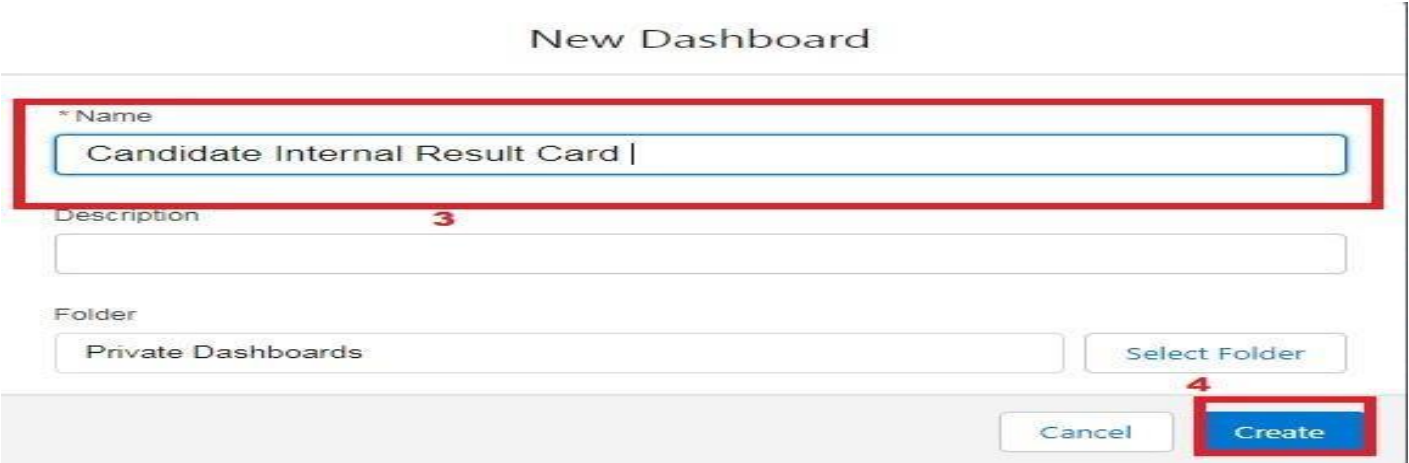 New Dashboard
* Name
Candidate Internal Result Card
Description
3
Folder
Private Dashboards
Select Folder
4
Cancel
Create